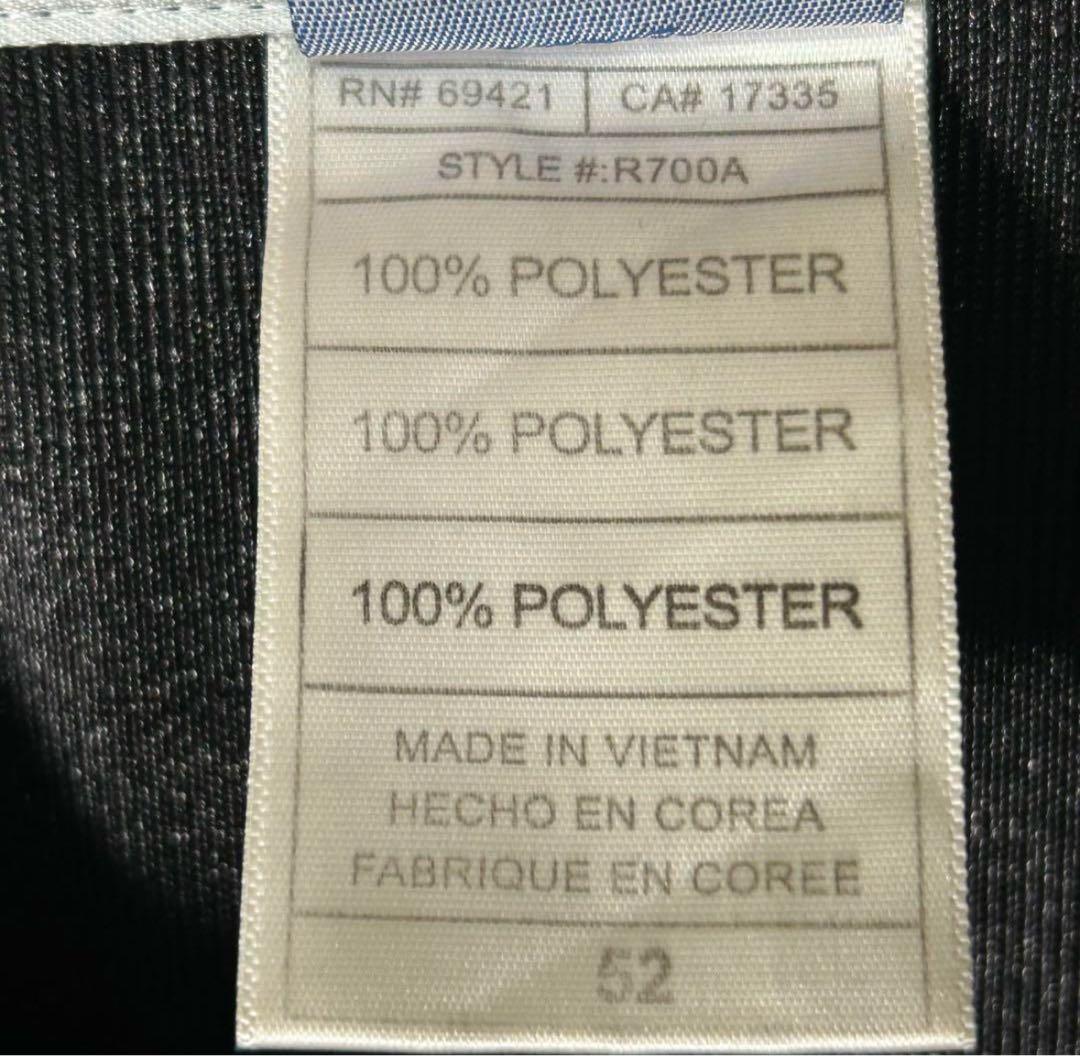 RN# 69421 CA# 17335
STYLE #:R700A
100% POLYESTER
100% POLYESTER
100% POLYESTER
MADE IN VIETNAM
HECHO EN COREA
FABRIQUE EN COREE
52